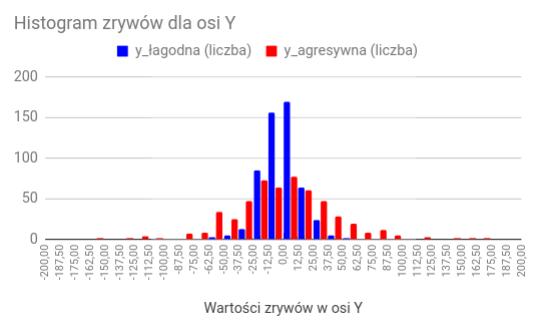 Histogram zrywów dla osi Y
y_łagodna (liczba) y_agresywna (liczba)
200
150
100
50
0
-200,00 -187,50 -175,00 -162,50 -150,00 -137,50 -125,00 -112,50 -100,00 -87,50 -75,00 -62,50 -50,00 -37,50 -25,00 -12,50 0,00 12,50 25,00 37,50 50,00 62,50 75,00 87,50 100,00 112,50 125,00 137,50 150,00 162,50 175,00 187,50 200,00
Wartości zrywów w osi Y